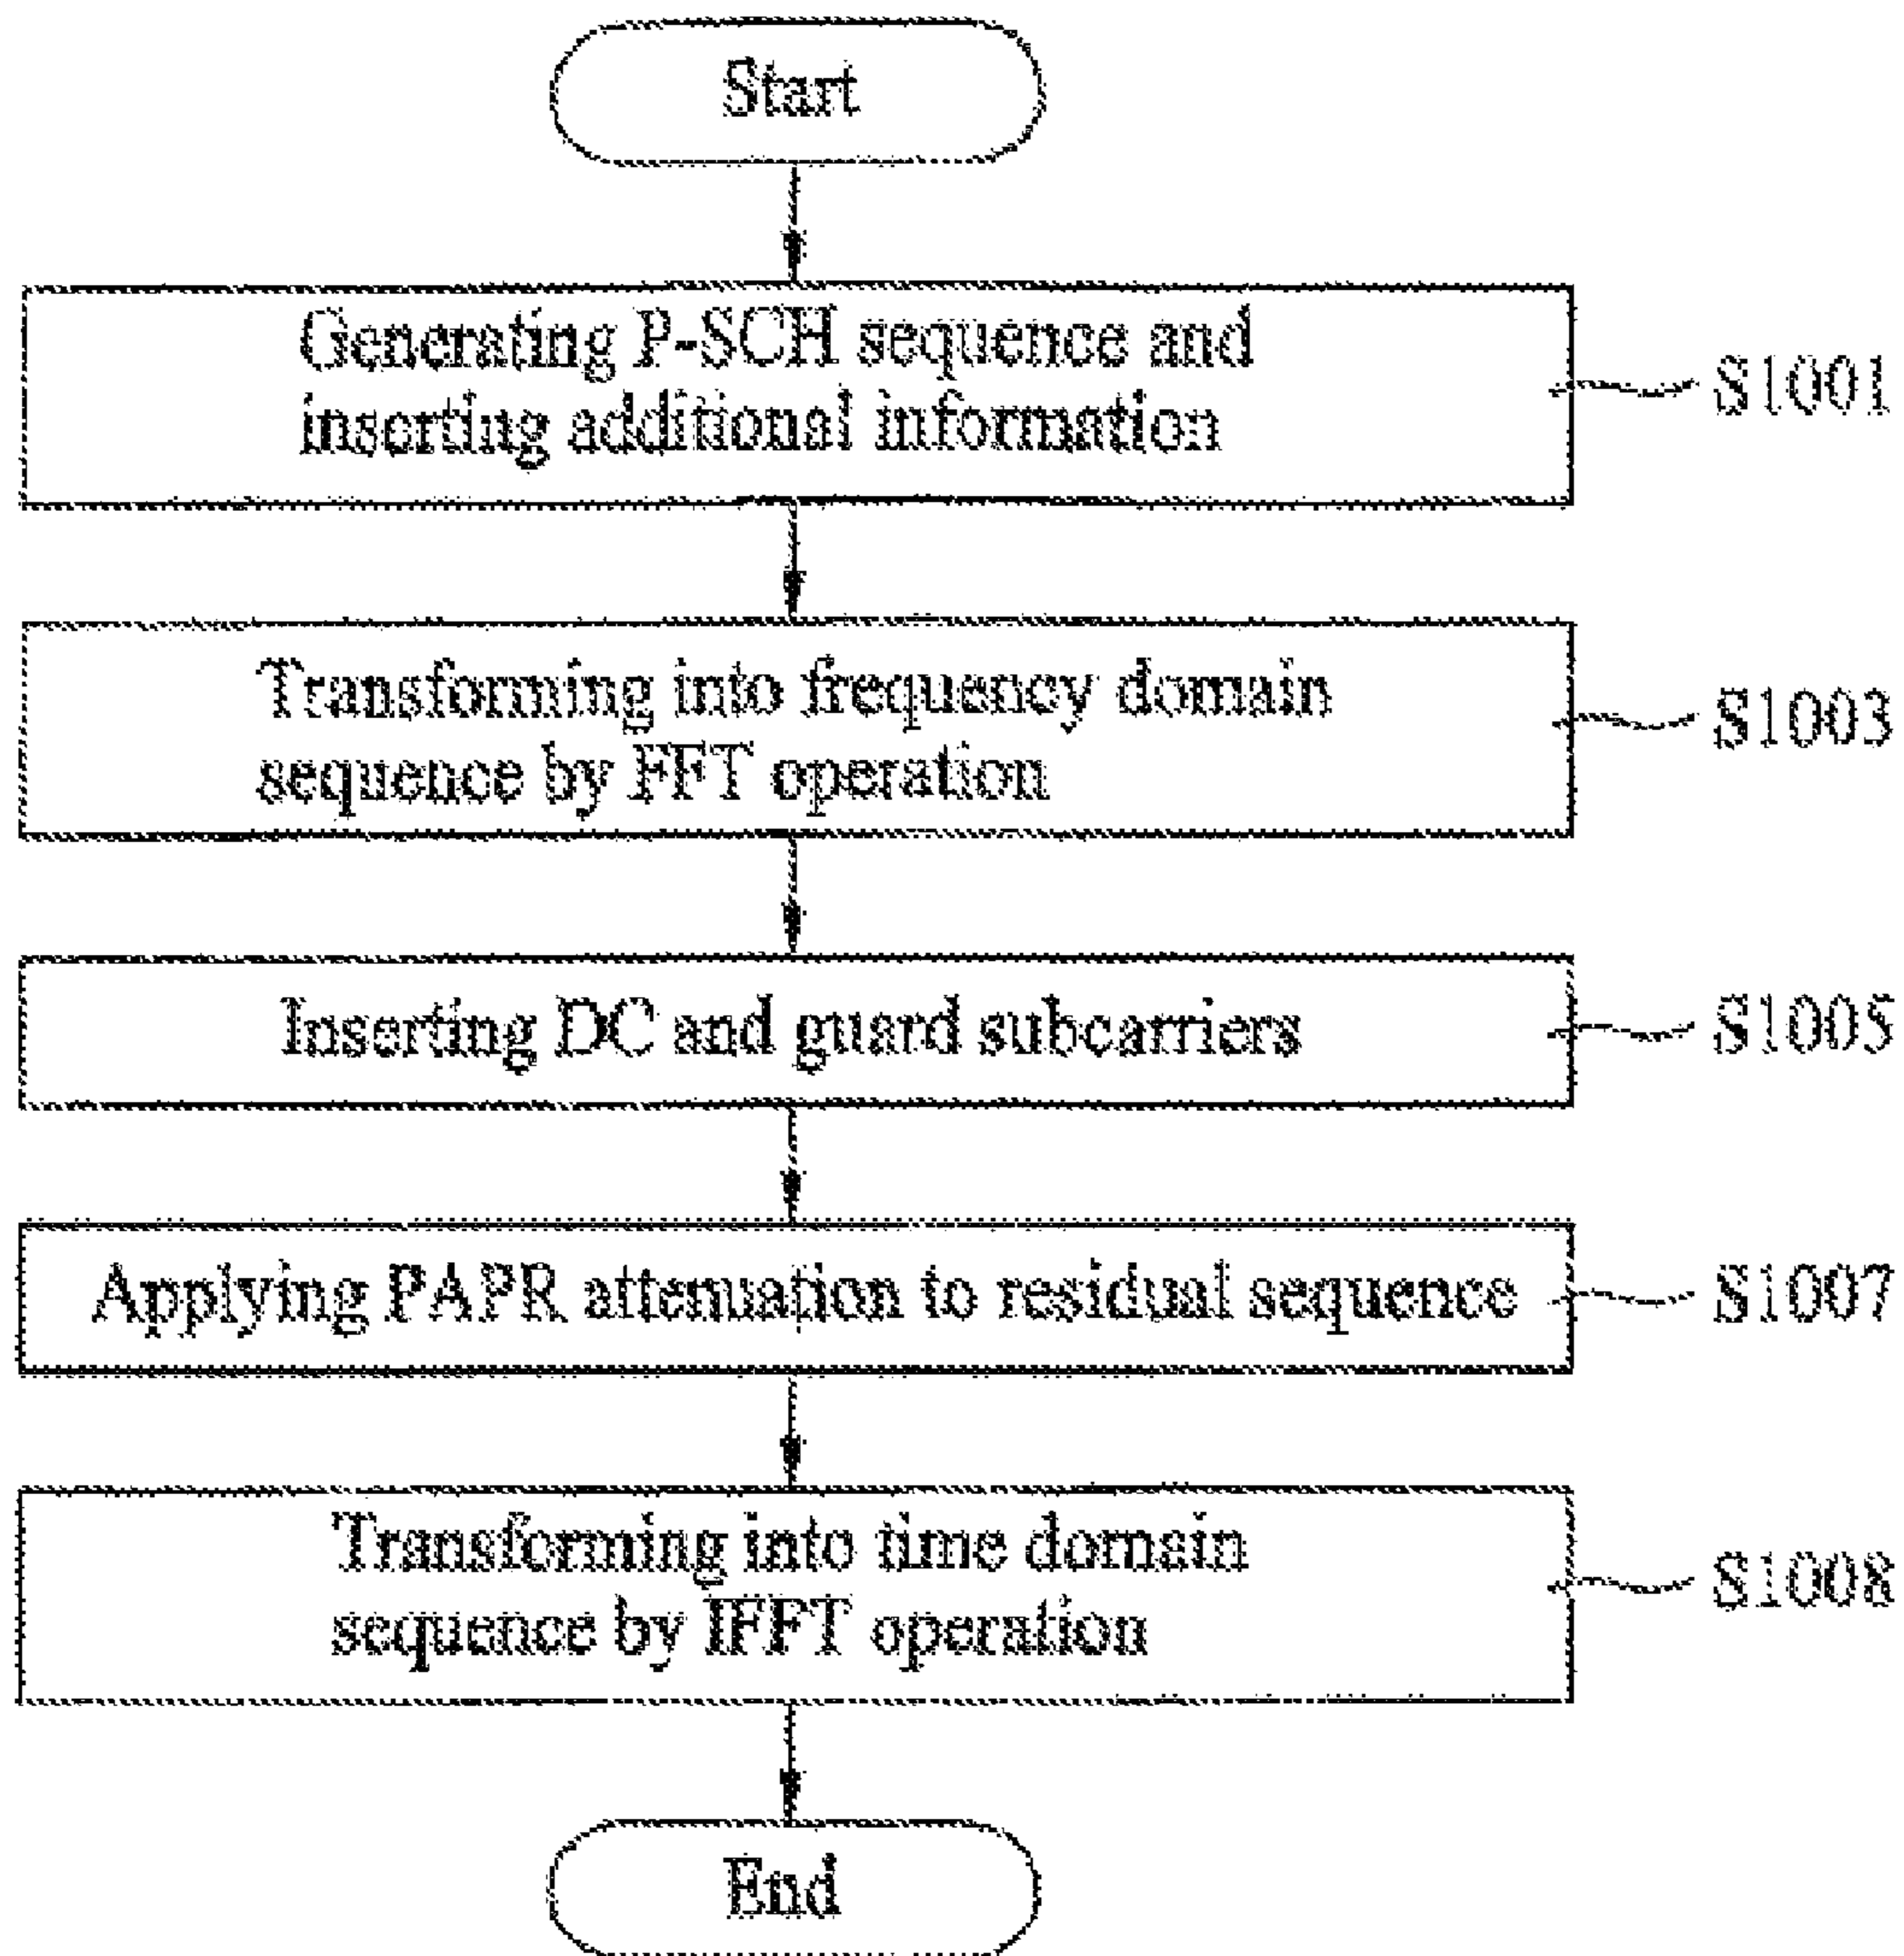 Start
Generating P-SCH sequence and
inserting additional information
S1001
Transforming into frequency domain
sequence by FFT operation
S1003
Inserting DC and guard subcarriers
S1005
Applying PAPR attenuation to residual sequence
S1007
Transforming into time domain
sequence by IFFT operation
S1008
End